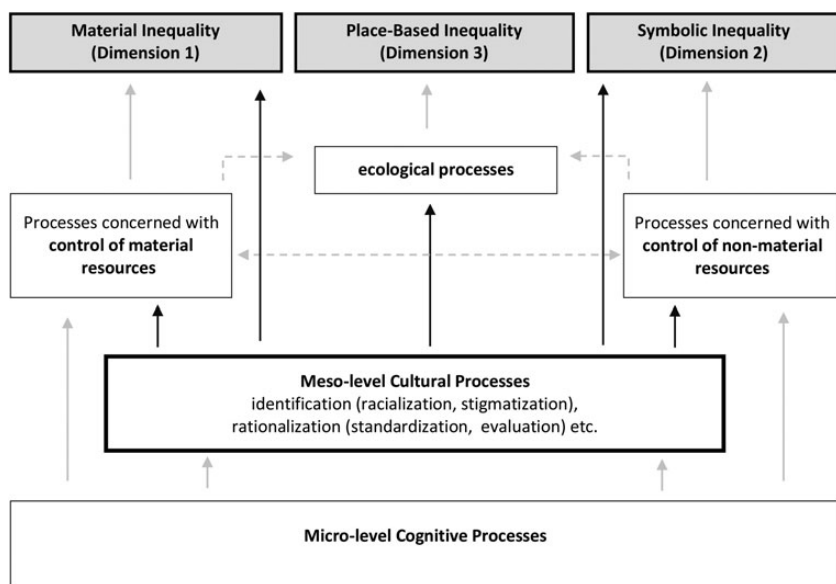 Material Inequality
(Dimension 1)
Place-Based Inequality
(Dimension 3)
Symbolic Inequality
(Dimension 2)
ecological processes
Processes concerned with
control of material
resources
Processes concerned with
control of non-material
resources
Meso-level Cultural Processes
identification (racialization, stigmatization),
rationalization (standardization, evaluation) etc.
Micro-level Cognitive Processes